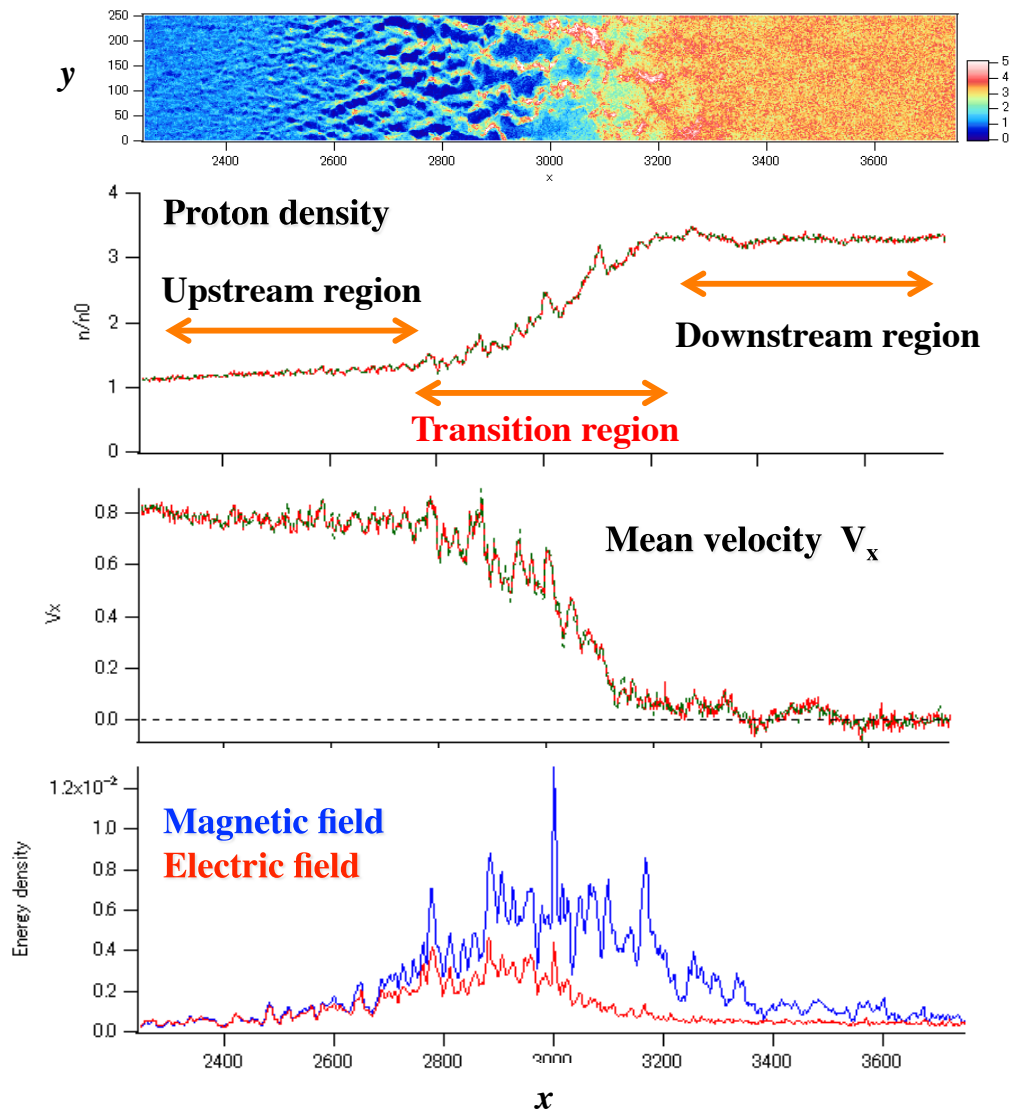 250
200
150
100
50
0
y
5
4
3
2
1
0
2400 2600 2800 3000 3200 3400 3600
x
4
3
2
1
0
n/n0
Proton density
Upstream region
Downstream region
Transition region
0.8
0.6
0.4
0.2
0.0
Vx
Mean velocity Vx
1.2x10⁻²
1.0
0.8
0.6
0.4
0.2
0.0
Energy density
Magnetic field
Electric field
2400 2600 2800 3000 3200 3400 3600
x